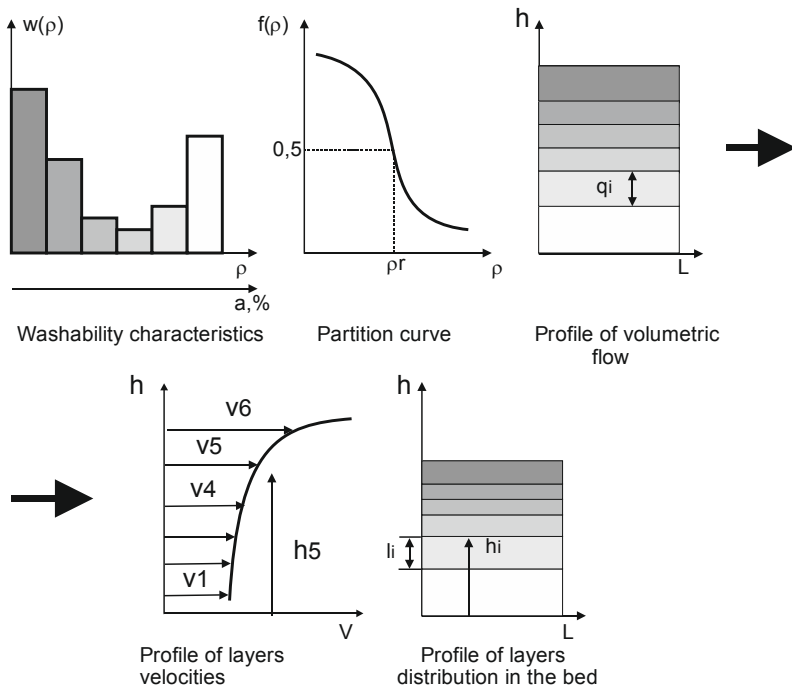 w(ρ)
ρ
a,%
Washability characteristics
f(ρ)
0,5
ρr
ρ
Partition curve
h
qi
L
Profile of volumetric
flow
h
v6
v5
v4
v1
h5
V
Profile of layers
velocities
h
li
hi
L
Profile of layers
distribution in the bed